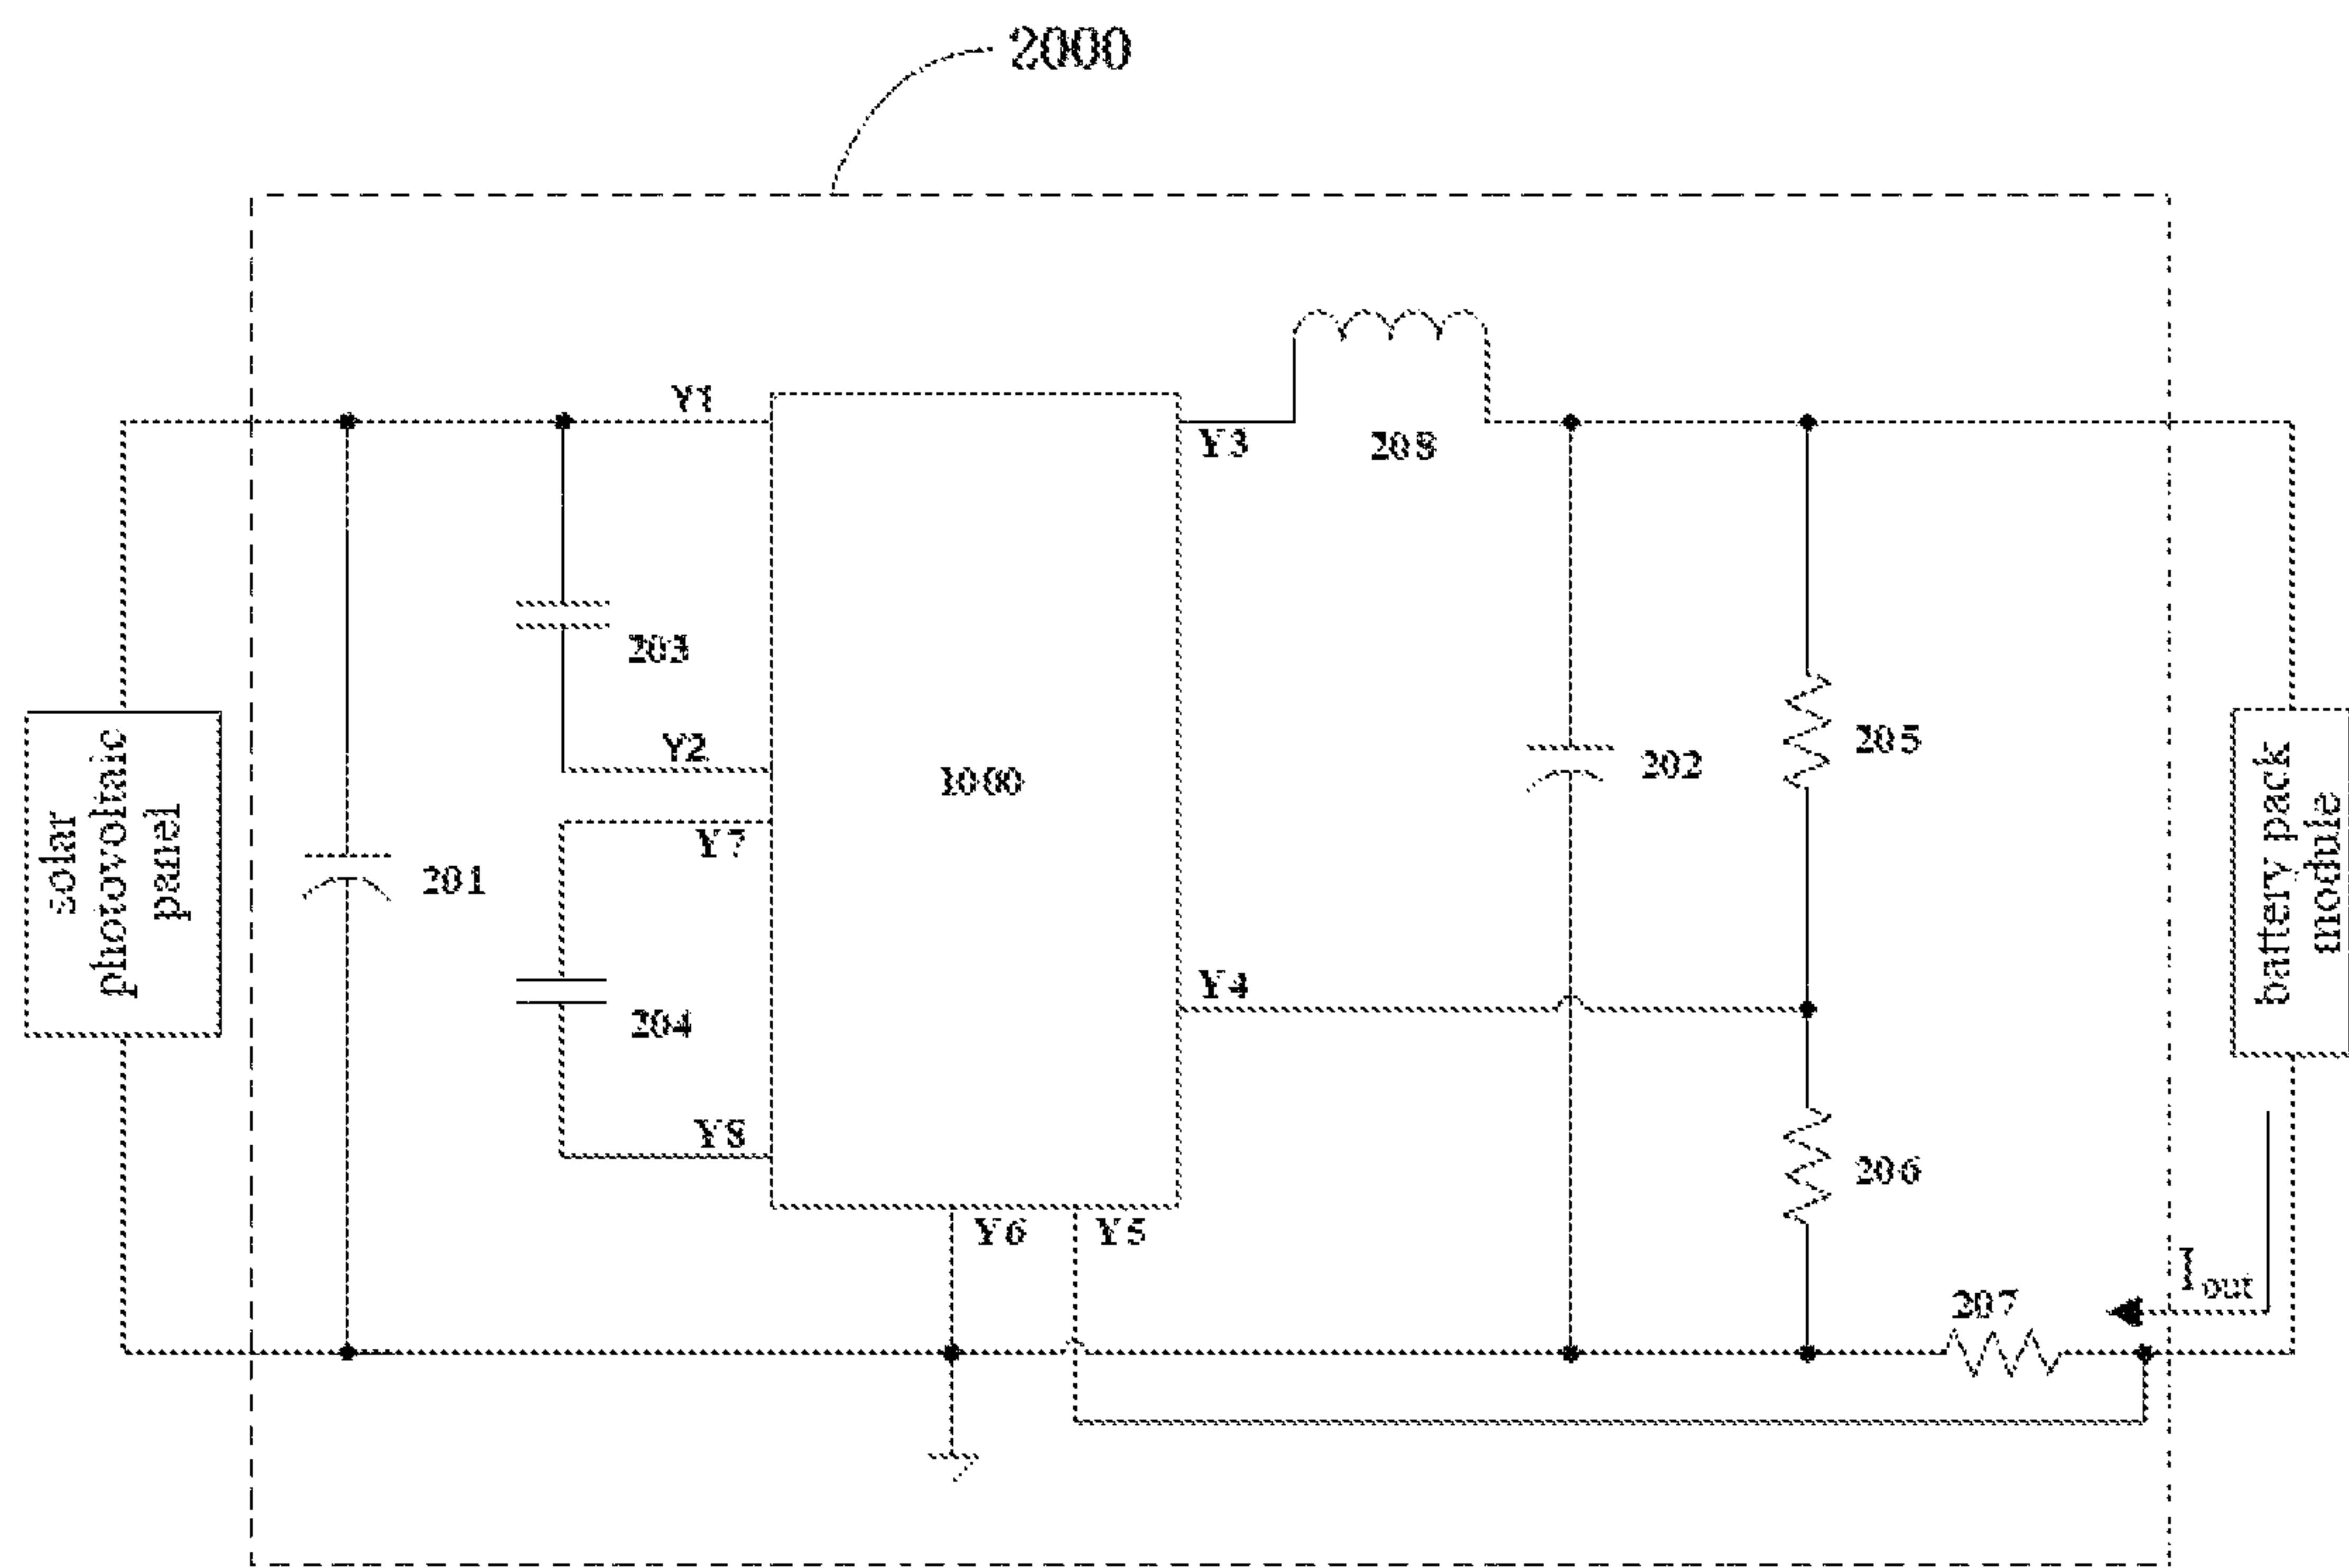 2000
Y1
Y3
208
203
Y2
1000
205
202
solar
photovoltaic
panel
battery pack
module
Y7
201
Y4
204
Y8
206
Y6
Y5
Iout
207